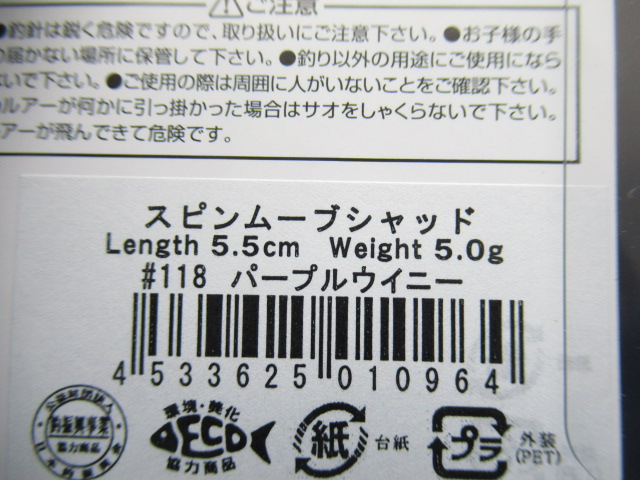 ご注意
●釣針は鋭く危険ですので、取り扱いにご注意下さい。●お子様の手
の届かない場所に保管して下さい。●釣り以外の用途にご使用になら
ないで下さい。●ご使用の際は周囲に人がいないことをご確認下さい。
ルアーが何かに引っ掛かった場合はサオをしゃくらないで下さい。
アーが飛んできて危険です。
スピンムーブシャッド
Length 5.5cm Weight 5.0g
#118 パープルウイニー
4 533625 010964
協力商品
環境・美化
ECO
協力商品
紙
台紙
プラ
外装
(PET)